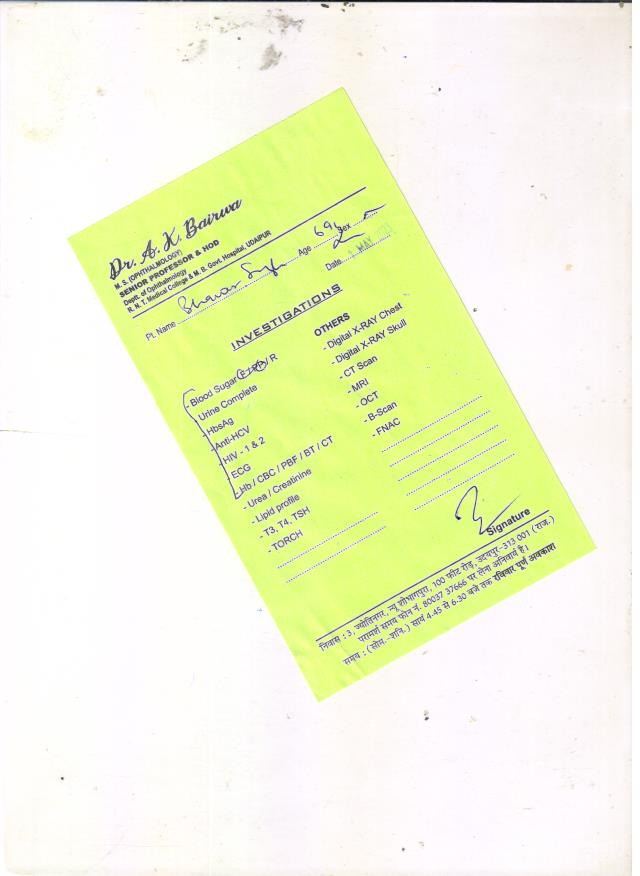 Dr. A. K. Bairwa
M. S. (OPHTHALMOLOGY)
SENIOR PROFESSOR & HOD
Deptt. of Ophthalmology
R. N. T. Medical College & M. B. Govt. Hospital, UDAIPUR
Pt. Name Age 69 Sex
Date MAY
INVESTIGATIONS
- Blood Sugar F / PP / R
- Urine Complete
- HbsAg
- Anti-HCV
- HIV - 1 & 2
- ECG
- Hb / CBC / PBF / BT / CT
- Urea / Creatinine
- Lipid profile
- T3, T4, TSH
- TORCH
OTHERS
- Digital X-RAY Chest
- Digital X-RAY Skull
- CT Scan
- MRI
- OCT
- B-Scan
- FNAC
Signature
निवास : 3, ज्योतिनगर, न्यू शोभागपुरा, 100 फीट रोड़, उदयपुर-313 001 (राज.)
परामर्श समय फोन नं. 80037 37666 पर लेना अनिवार्य है।
समय : (सोम.-शनि.) सायं 4.45 से 6.30 बजे तक रविवार पूर्ण अवकाश